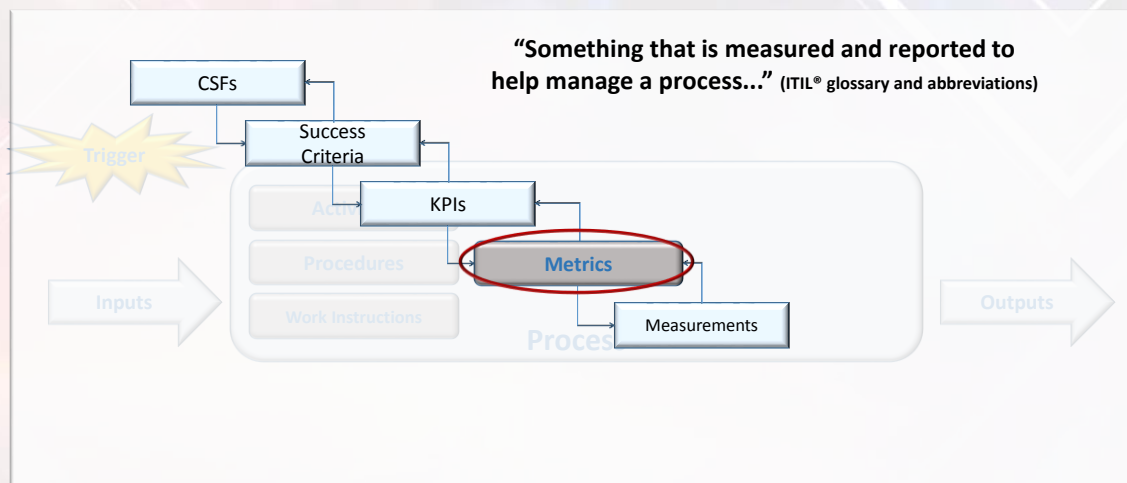 “Something that is measured and reported to
help manage a process...” (ITIL® glossary and abbreviations)
CSFs
Success
Criteria
Trigger
KPIs
Procedures
Metrics
Inputs
Outputs
Work Instructions
Measurements